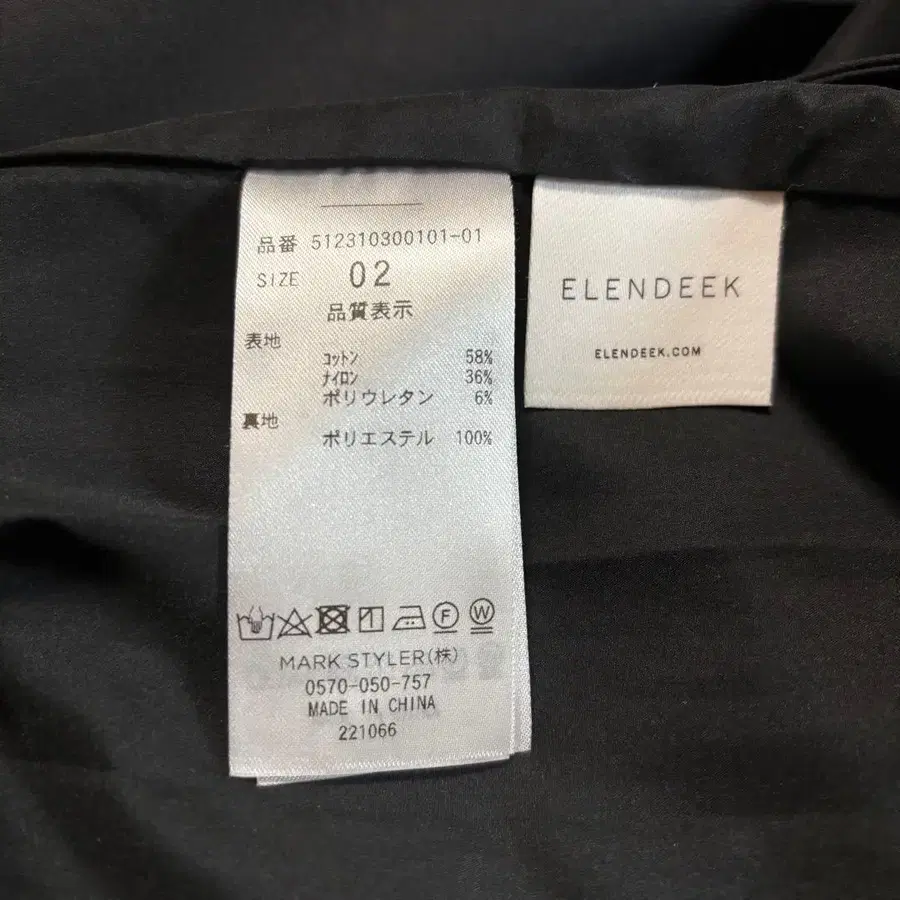 品番 512310300101-01
SIZE 02
品質表示
表地
コットン 58%
ナイロン 36%
ポリウレタン 6%
裏地
ポリエステル 100%
F W
MARK STYLER(株)
0570-050-757
MADE IN CHINA
221066
ELENDEEK
ELENDEEK.COM